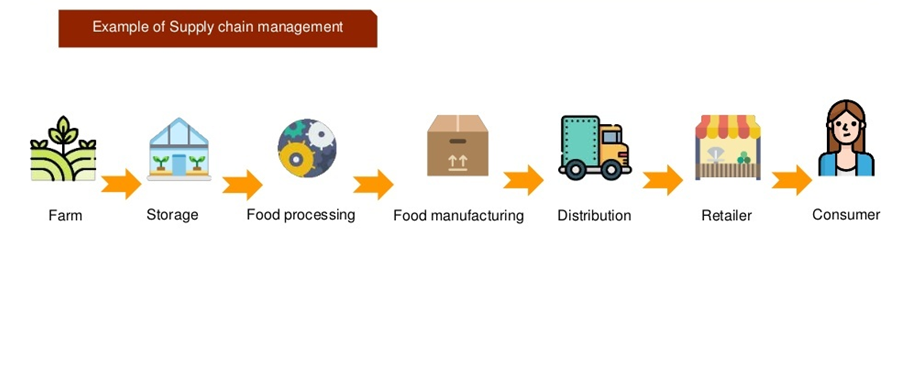 Example of Supply chain management
Farm
Storage
Food processing
Food manufacturing
Distribution
Retailer
Consumer